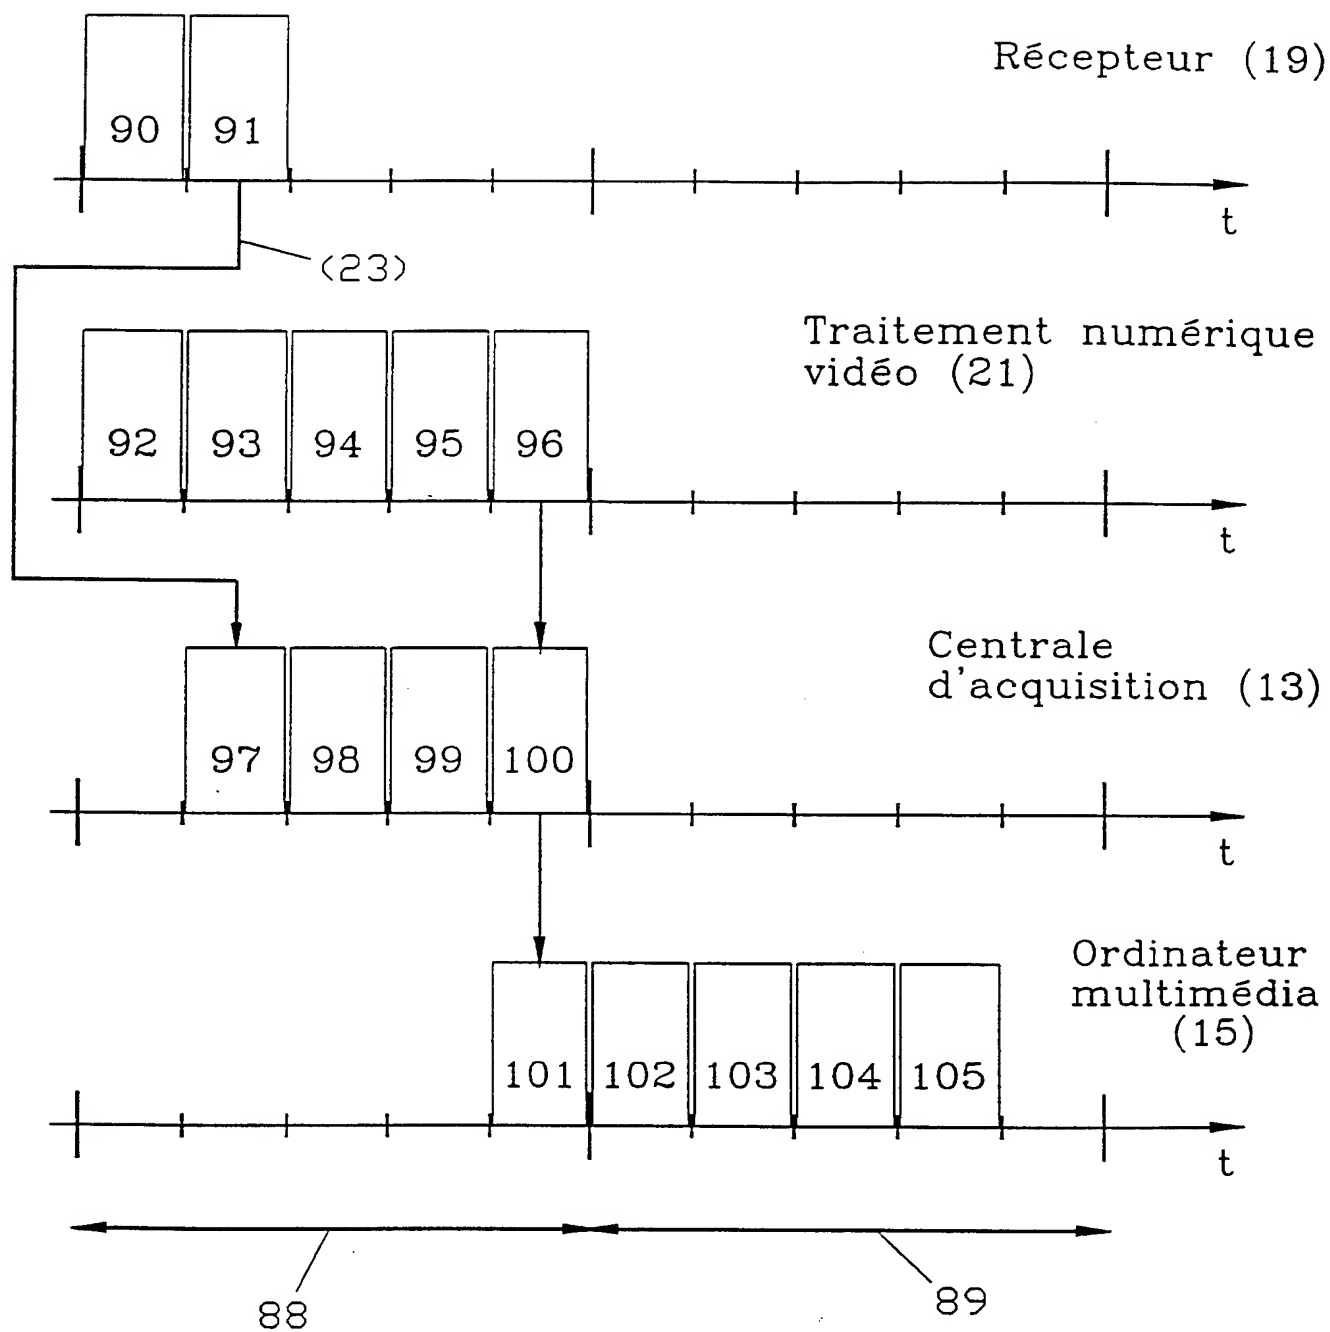 Récepteur (19)
90 91
t
(23)
Traitement numérique
vidéo (21)
92 93 94 95 96
t
Centrale
d'acquisition (13)
97 98 99 100
t
Ordinateur
multimédia
(15)
101 102 103 104 105
t
88
89